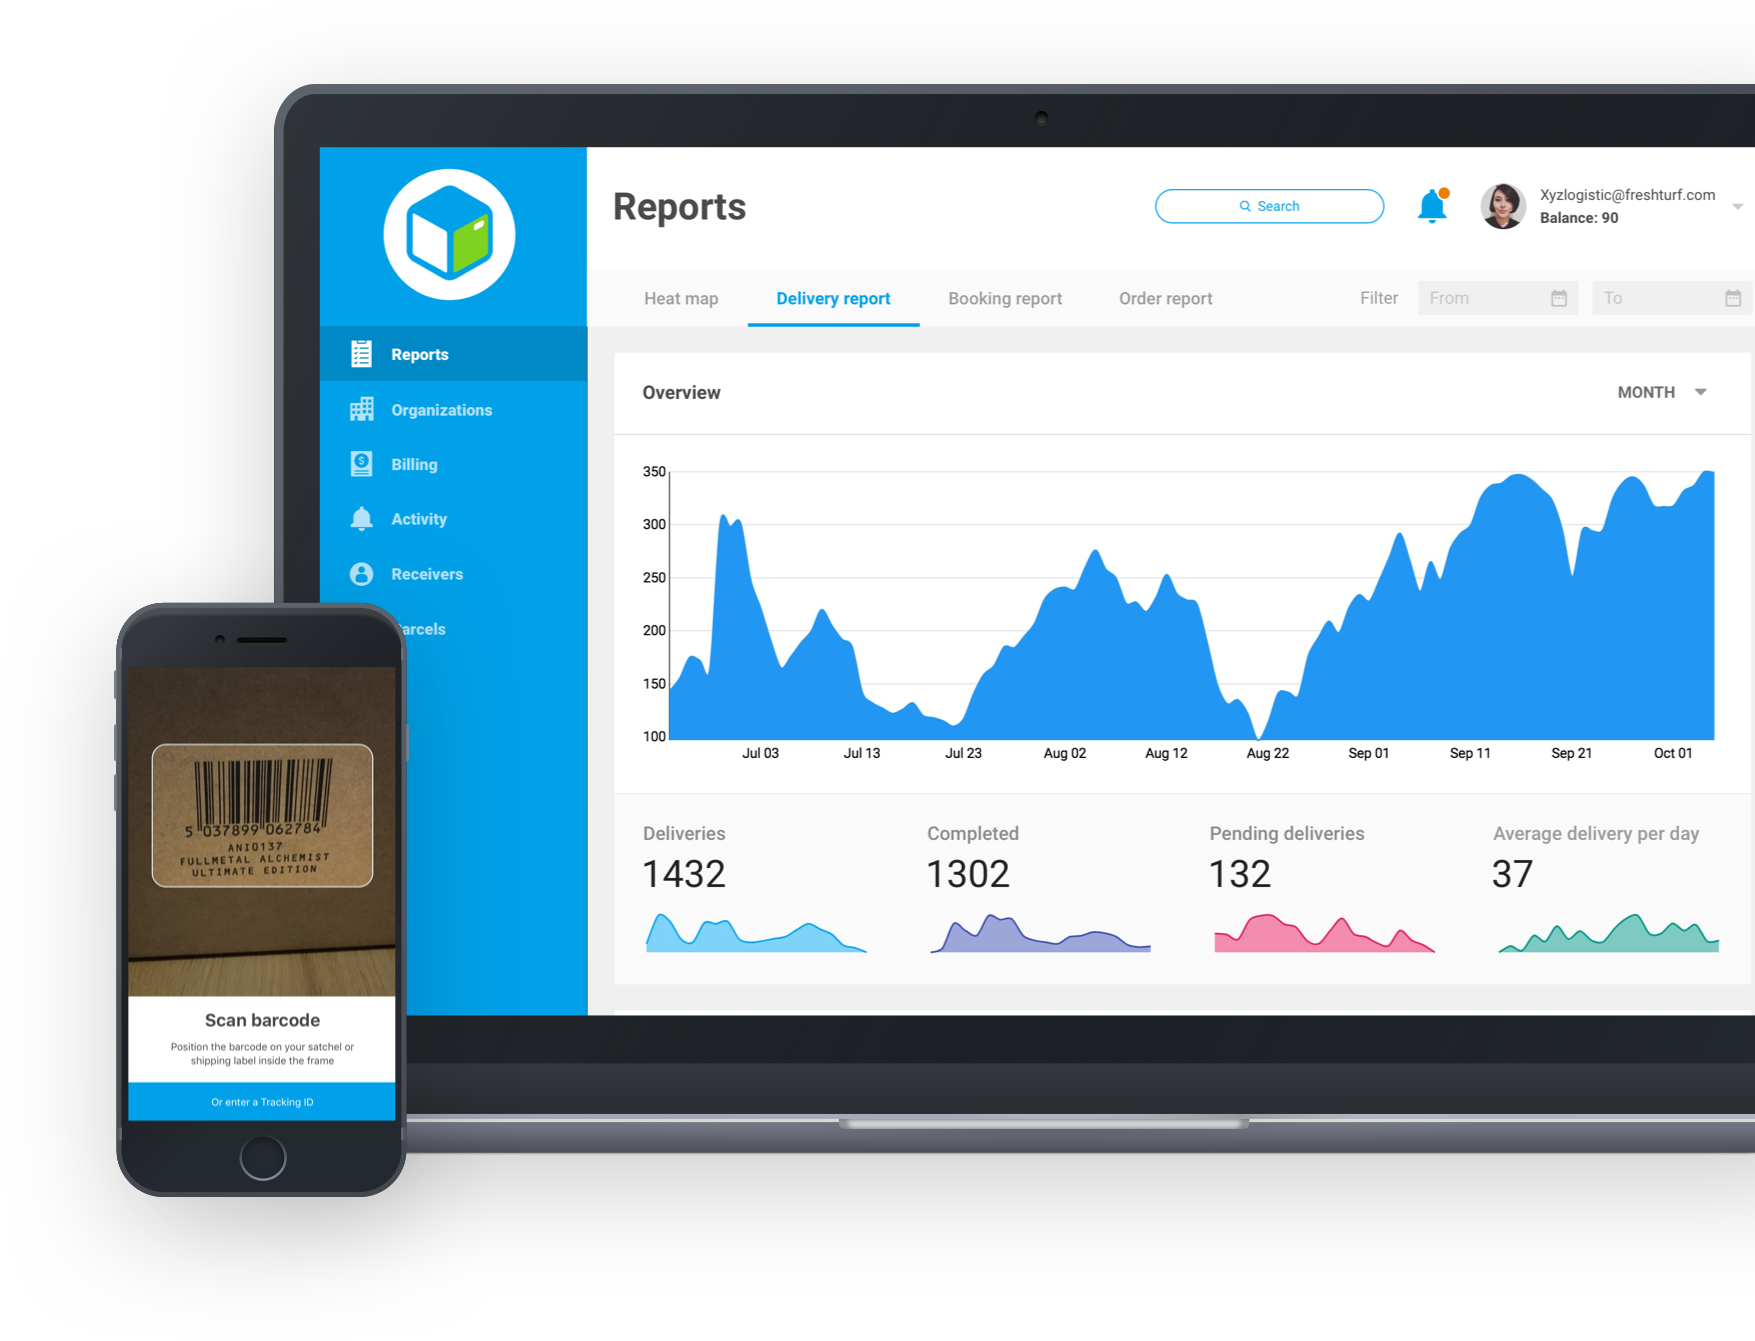 Reports
Search
Xyzlogistic@freshturf.com
Balance: 90
Heat map
Delivery report
Booking report
Order report
Filter
From
To
Reports
Organizations
Billing
Activity
Receivers
arcels
Overview
MONTH
350
300
250
200
150
100
Jul 03
Jul 13
Jul 23
Aug 02
Aug 12
Aug 22
Sep 01
Sep 11
Sep 21
Oct 01
Deliveries
1432
Completed
1302
Pending deliveries
132
Average delivery per day
37
5 037899 062784
ANI0137
FULLMETAL ALCHEMIST
ULTIMATE EDITION
Scan barcode
Position the barcode on your satchel or
shipping label inside the frame
Or enter a Tracking ID